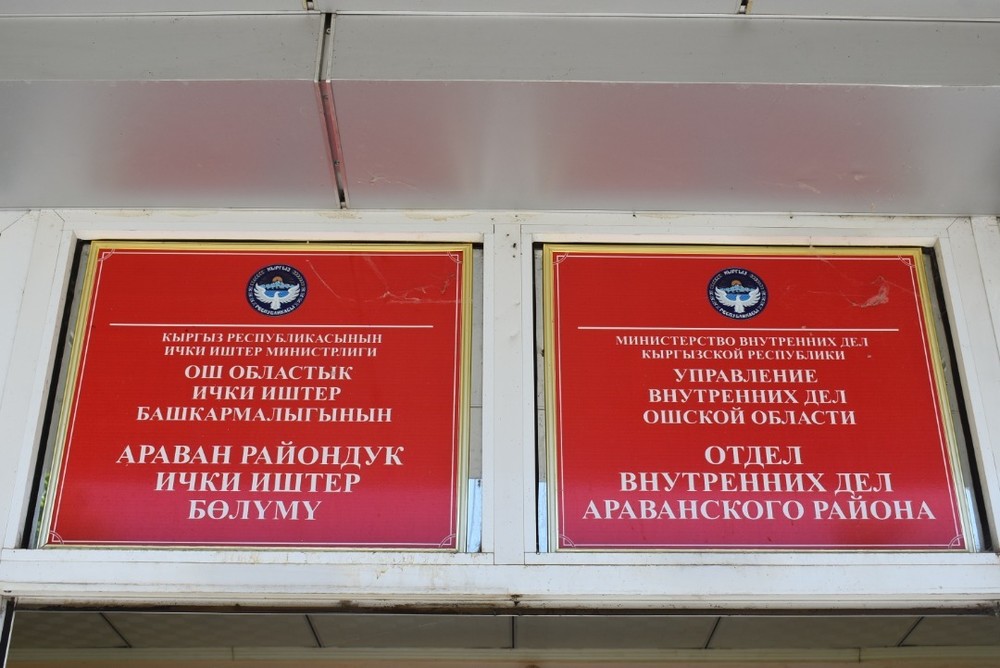 КЫРГЫЗ РЕСПУБЛИКАСЫНЫН
ИЧКИ ИШТЕР МИНИСТРЛИГИ
ОШ ОБЛАСТЫК
ИЧКИ ИШТЕР
БАШКАРМАЛЫГЫНЫН
АРАВАН РАЙОНДУК
ИЧКИ ИШТЕР
БӨЛҮМҮ
МИНИСТЕРСТВО ВНУТРЕННИХ ДЕЛ
КЫРГЫЗСКОЙ РЕСПУБЛИКИ
УПРАВЛЕНИЕ
ВНУТРЕННИХ ДЕЛ
ОШСКОЙ ОБЛАСТИ
ОТДЕЛ
ВНУТРЕННИХ ДЕЛ
АРАВАНСКОГО РАЙОНА